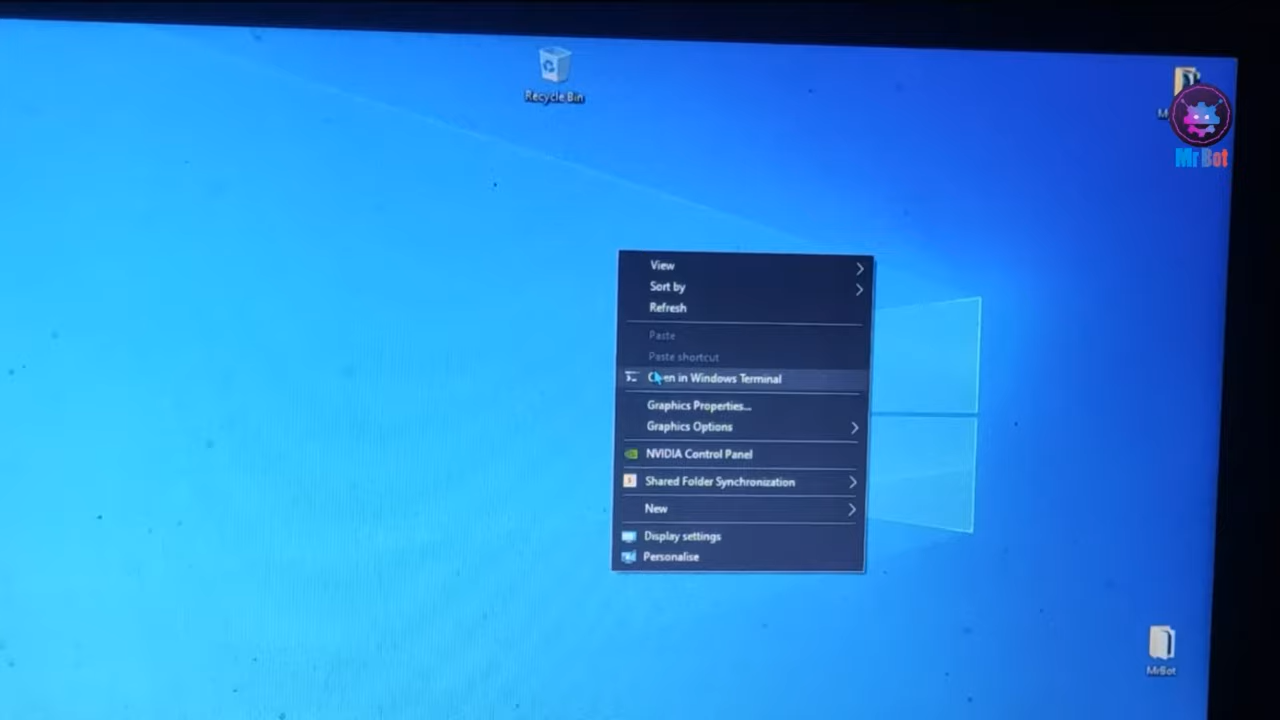 Recycle Bin
Mr Bot
View
Sort by
Refresh
Paste
Paste shortcut
Open in Windows Terminal
Graphics Properties...
Graphics Options
NVIDIA Control Panel
Shared Folder Synchronization
New
Display settings
Personalise
MrBot